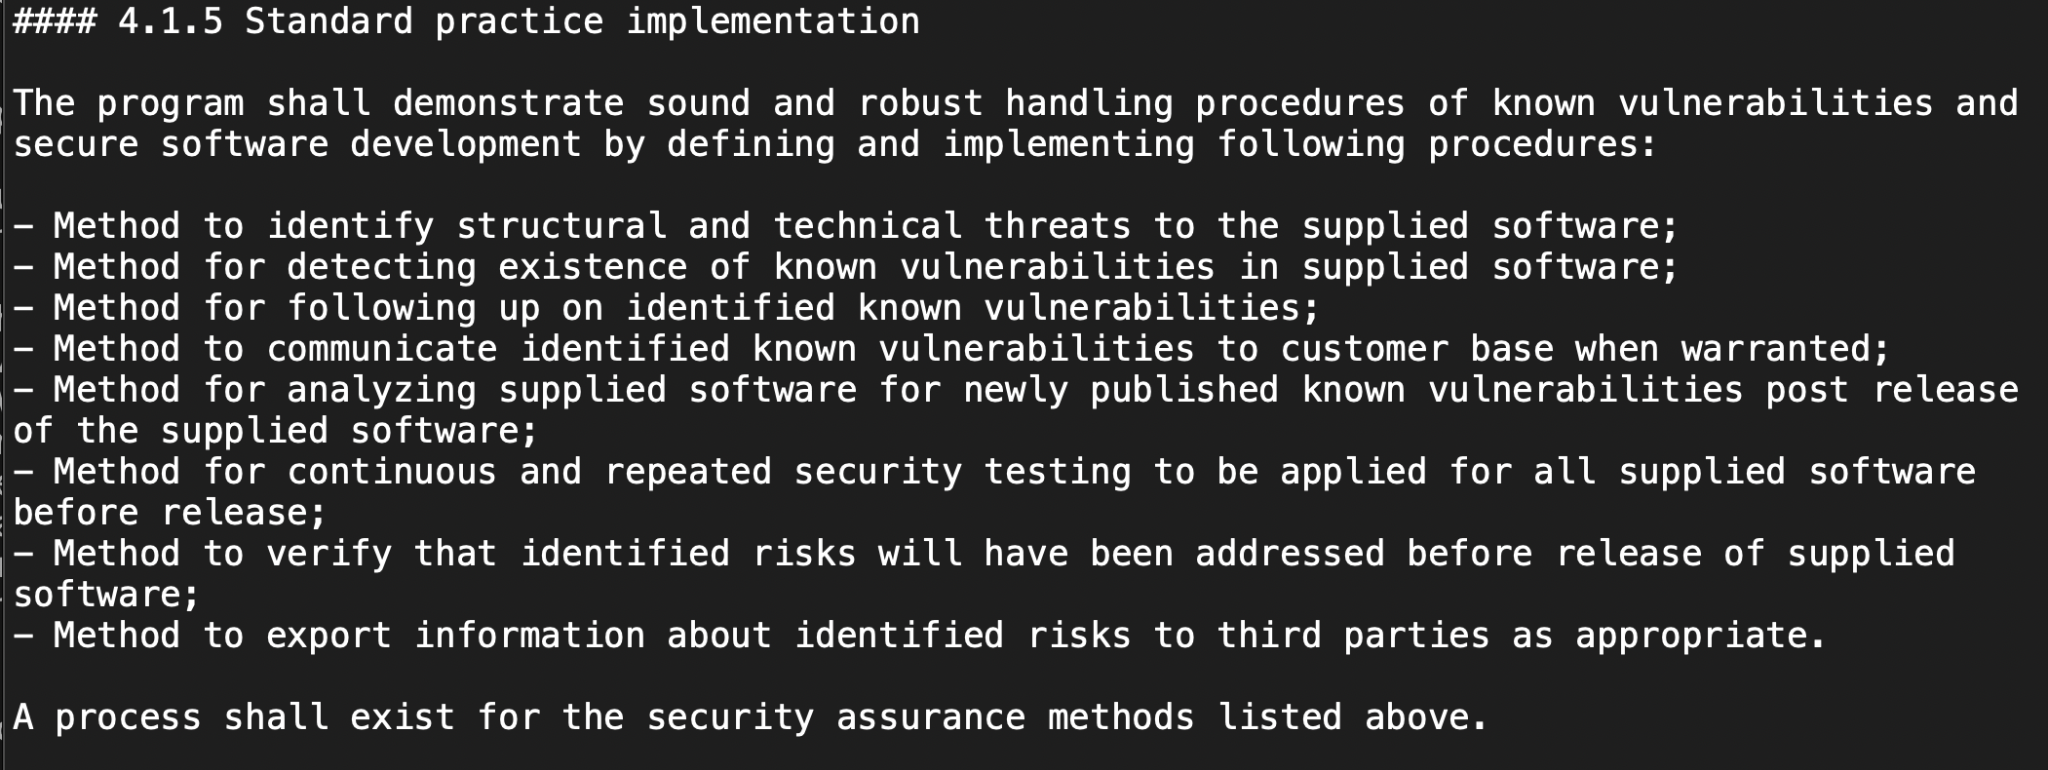 #### 4.1.5 Standard practice implementation
The program shall demonstrate sound and robust handling procedures of known vulnerabilities and
secure software development by defining and implementing following procedures:
– Method to identify structural and technical threats to the supplied software;
– Method for detecting existence of known vulnerabilities in supplied software;
– Method for following up on identified known vulnerabilities;
– Method to communicate identified known vulnerabilities to customer base when warranted;
– Method for analyzing supplied software for newly published known vulnerabilities post release
of the supplied software;
– Method for continuous and repeated security testing to be applied for all supplied software
before release;
– Method to verify that identified risks will have been addressed before release of supplied
software;
– Method to export information about identified risks to third parties as appropriate.
A process shall exist for the security assurance methods listed above.